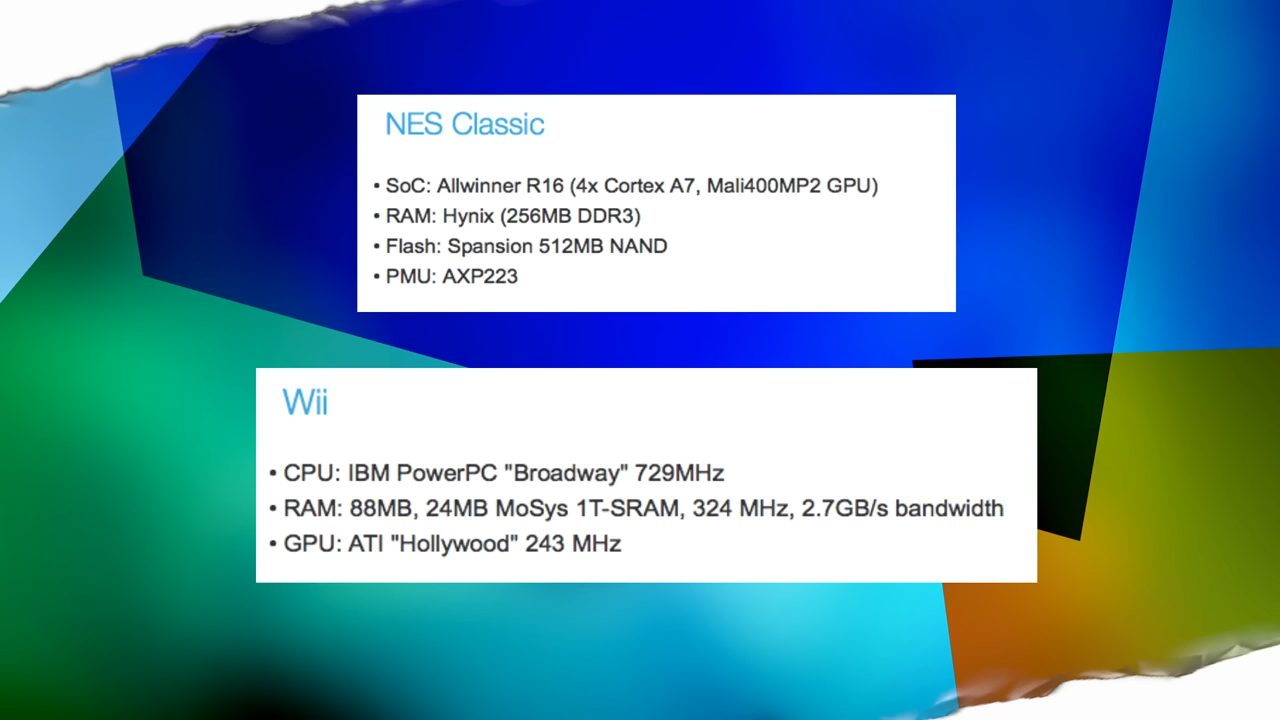 NES Classic
• SoC: Allwinner R16 (4x Cortex A7, Mali400MP2 GPU)
• RAM: Hynix (256MB DDR3)
• Flash: Spansion 512MB NAND
• PMU: AXP223
Wii
• CPU: IBM PowerPC "Broadway" 729MHz
• RAM: 88MB, 24MB MoSys 1T-SRAM, 324 MHz, 2.7GB/s bandwidth
• GPU: ATI "Hollywood" 243 MHz